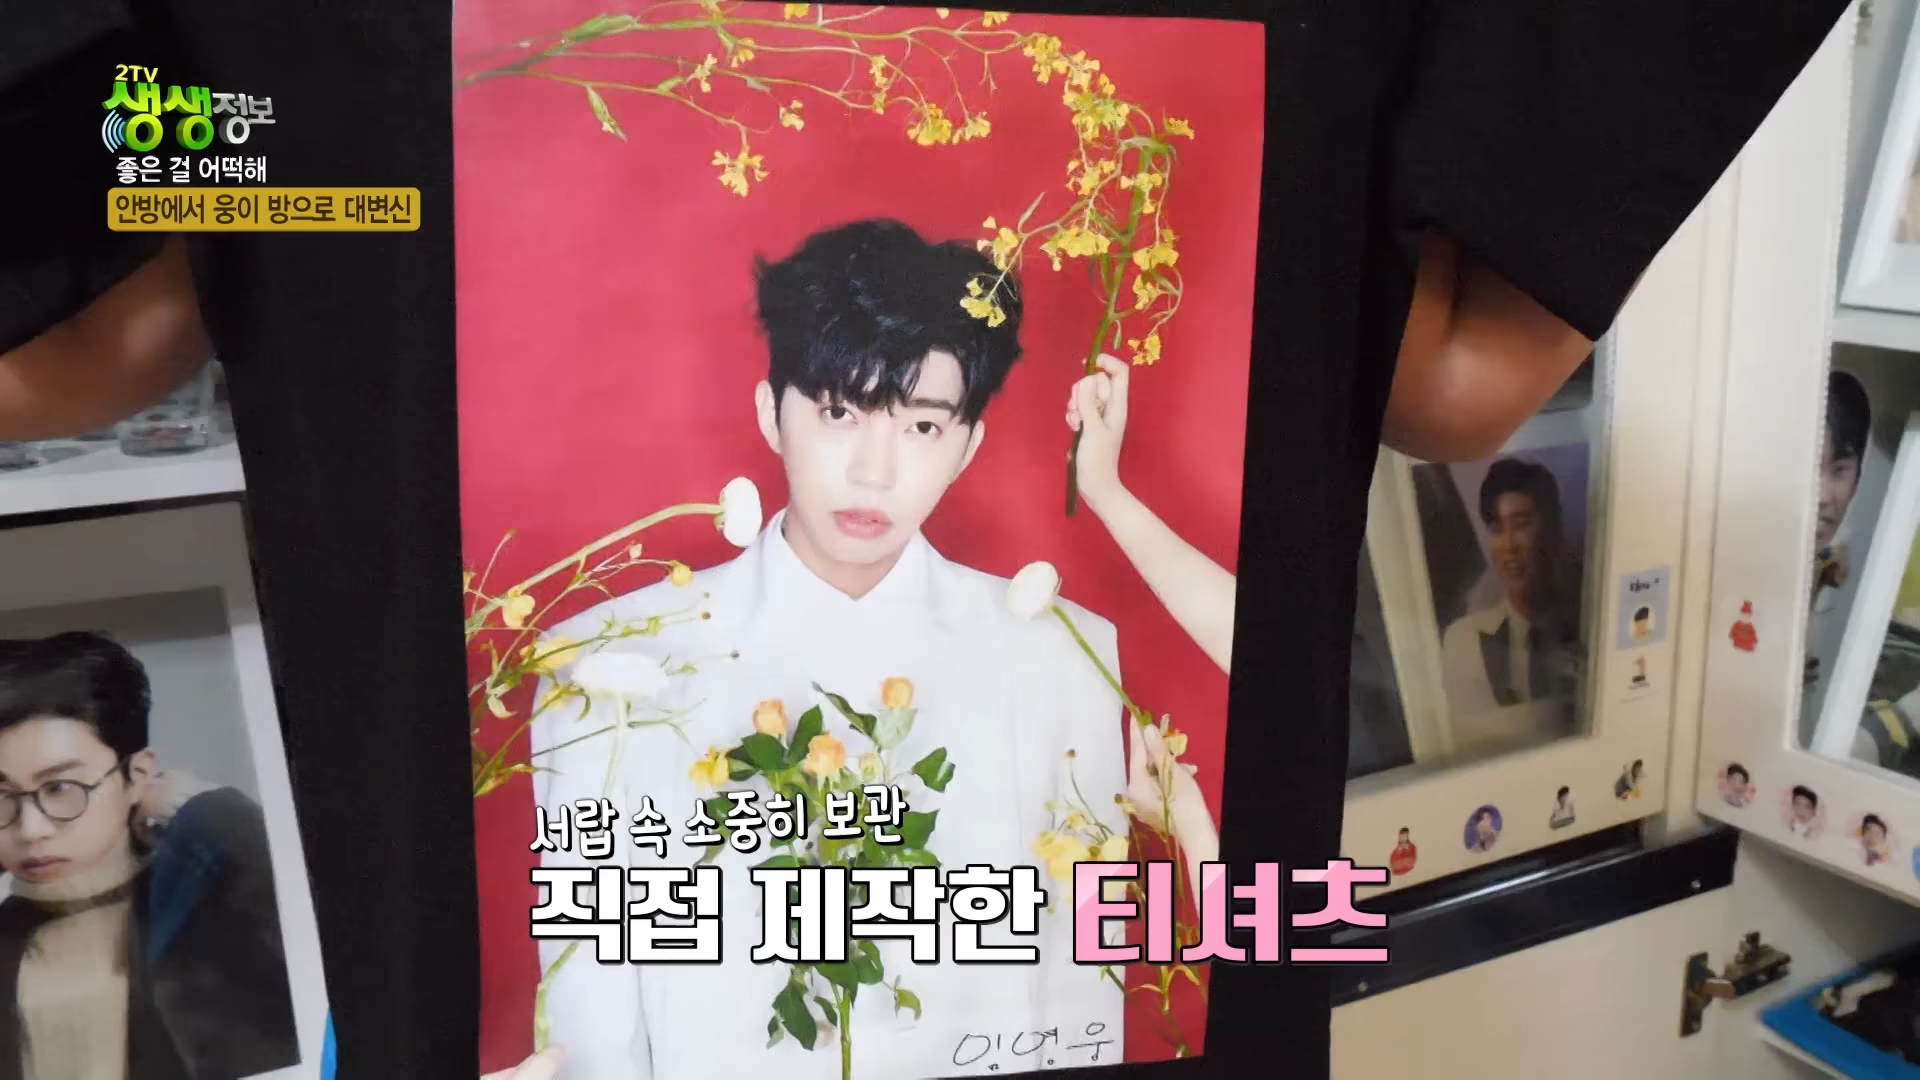 2TV
생생정보
좋은 걸 어떡해
안방에서 웅이 방으로 대변신
서랍 속 소중히 보관
직접 제작한 티셔츠
임영웅